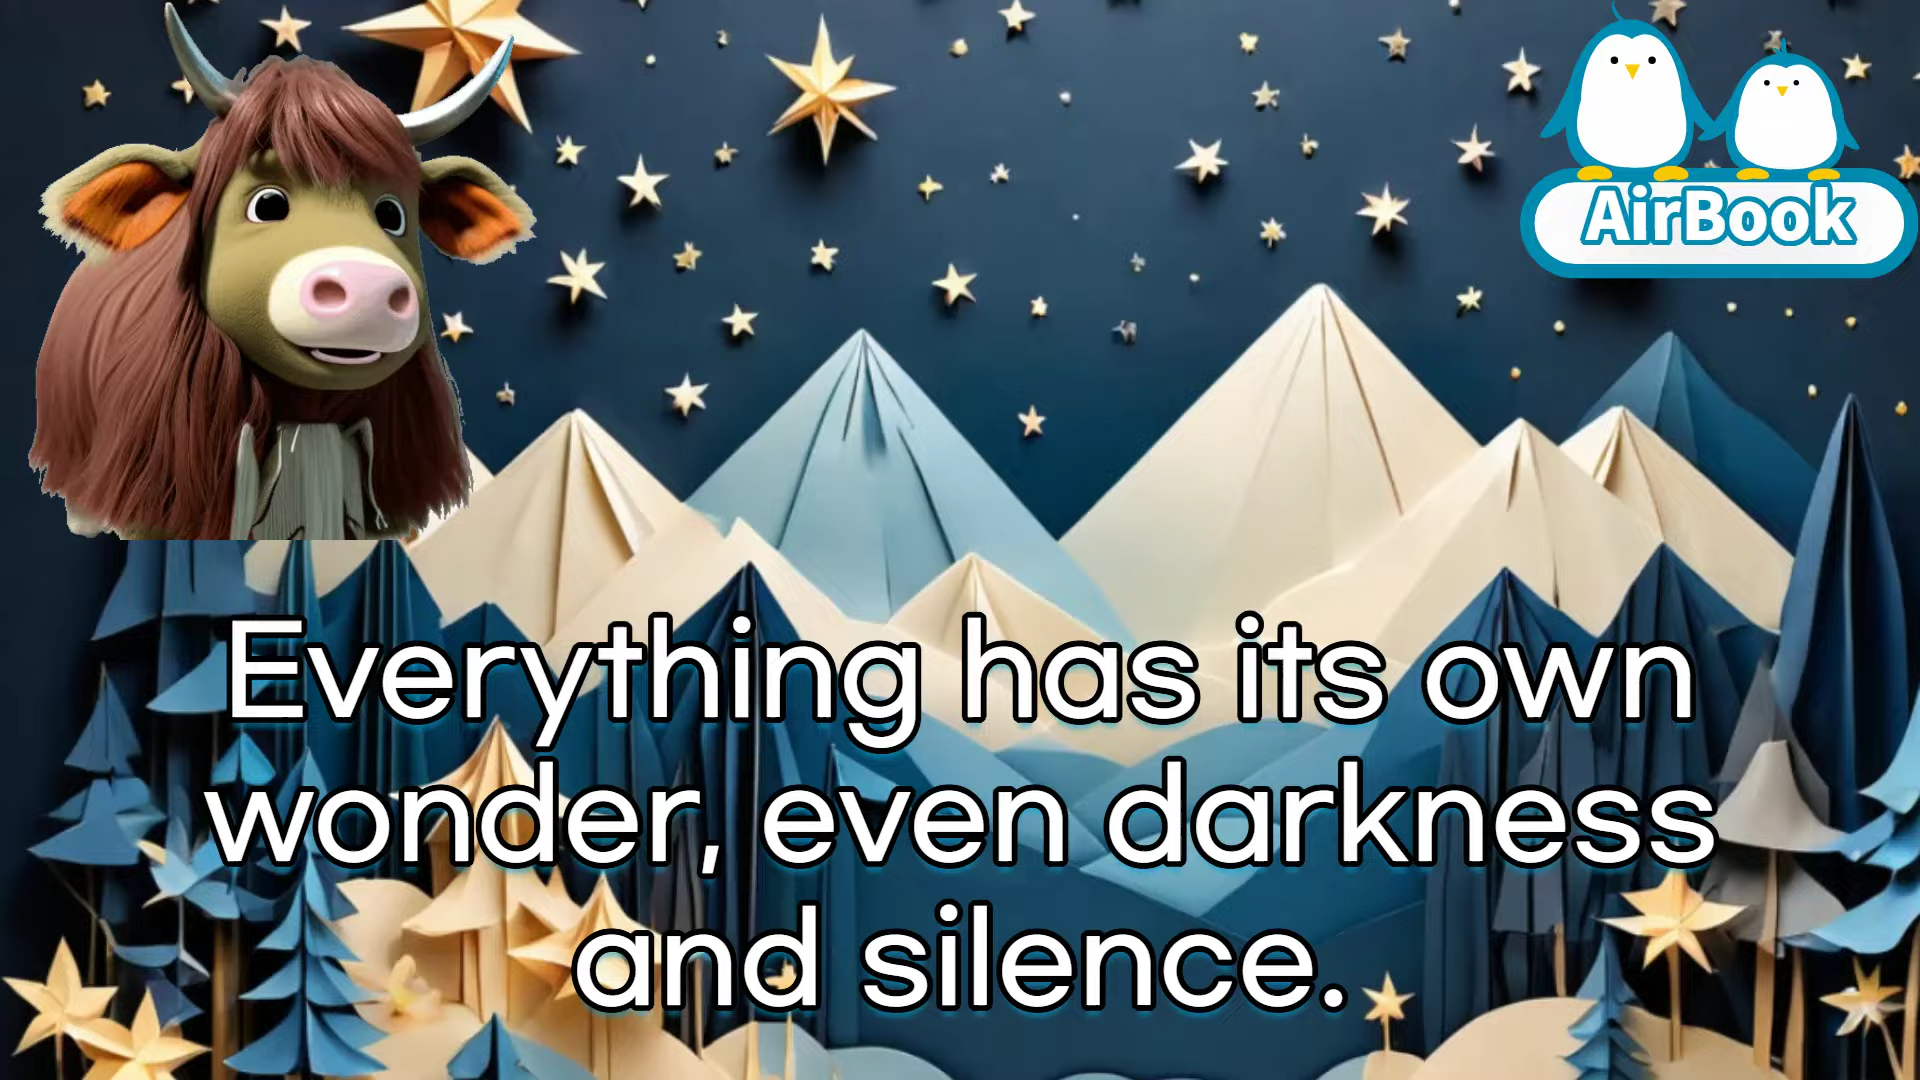 AirBook
Everything has its own
wonder, even darkness
and silence.